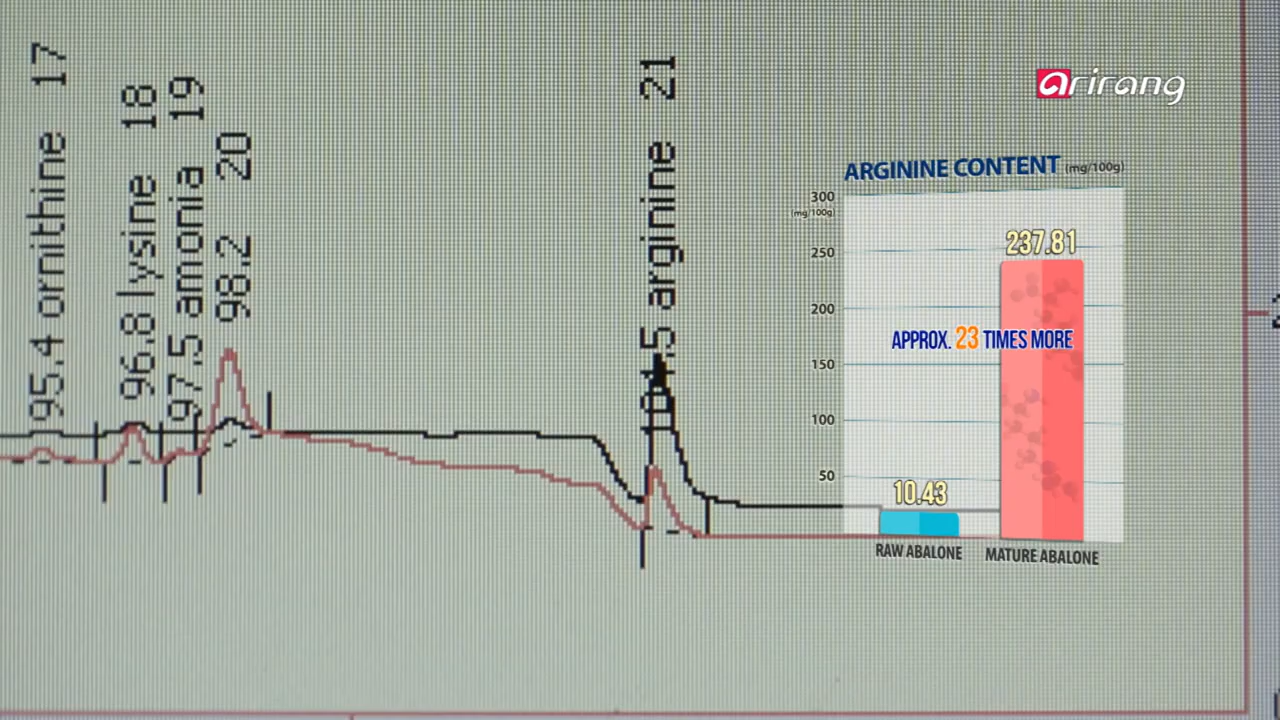 95.4 ornithine 17
96.8 lysine 18
97.5 amonia 19
98.2 20
104.5 arginine 21
arirang
ARGININE CONTENT (mg/100g)
300
(mg/100g)
250
200
150
100
50
237.81
APPROX. 23 TIMES MORE
10.43
RAW ABALONE
MATURE ABALONE